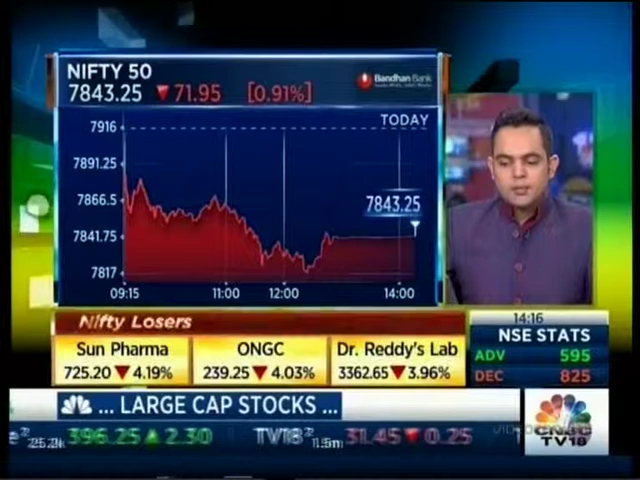 NIFTY 50
7843.25 ▼ 71.95 [0.91%]
Bandhan Bank
TODAY
7916
7891.25
7866.5
7843.25
7841.75
7817
09:15 11:00 12:00 14:00
Nifty Losers
Sun Pharma ONGC Dr. Reddy's Lab
725.20 ▼ 4.19% 239.25 ▼ 4.03% 3362.65 ▼ 3.96%
14:16
NSE STATS
ADV 595
DEC 825
... LARGE CAP STOCKS ...
396.25 ▲ 2.30 TV18 31.45 ▼ 0.25
CNBC
TV18